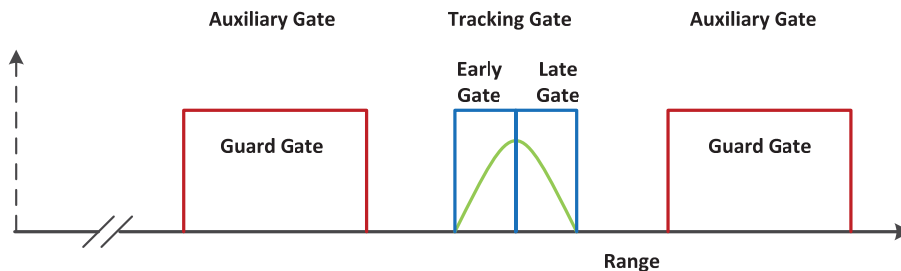 Auxiliary Gate
Tracking Gate
Auxiliary Gate
Early
Gate
Late
Gate
Guard Gate
Guard Gate
Range